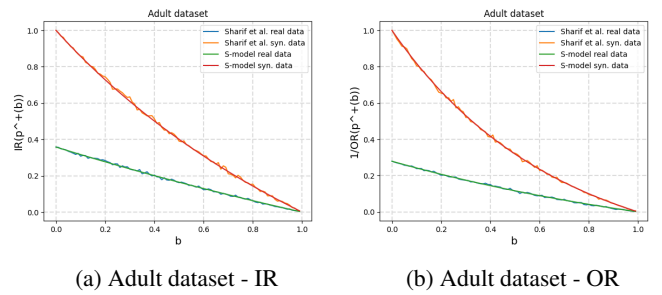 Adult dataset
Sharif et al. real data
Sharif et al. syn. data
S-model real data
S-model syn. data
IR(p^+(b))
1.0
0.8
0.6
0.4
0.2
0.0
0.0 0.2 0.4 0.6 0.8 1.0
b
(a) Adult dataset - IR
Adult dataset
Sharif et al. real data
Sharif et al. syn. data
S-model real data
S-model syn. data
1/OR(p^+(b))
1.0
0.8
0.6
0.4
0.2
0.0
0.0 0.2 0.4 0.6 0.8 1.0
b
(b) Adult dataset - OR